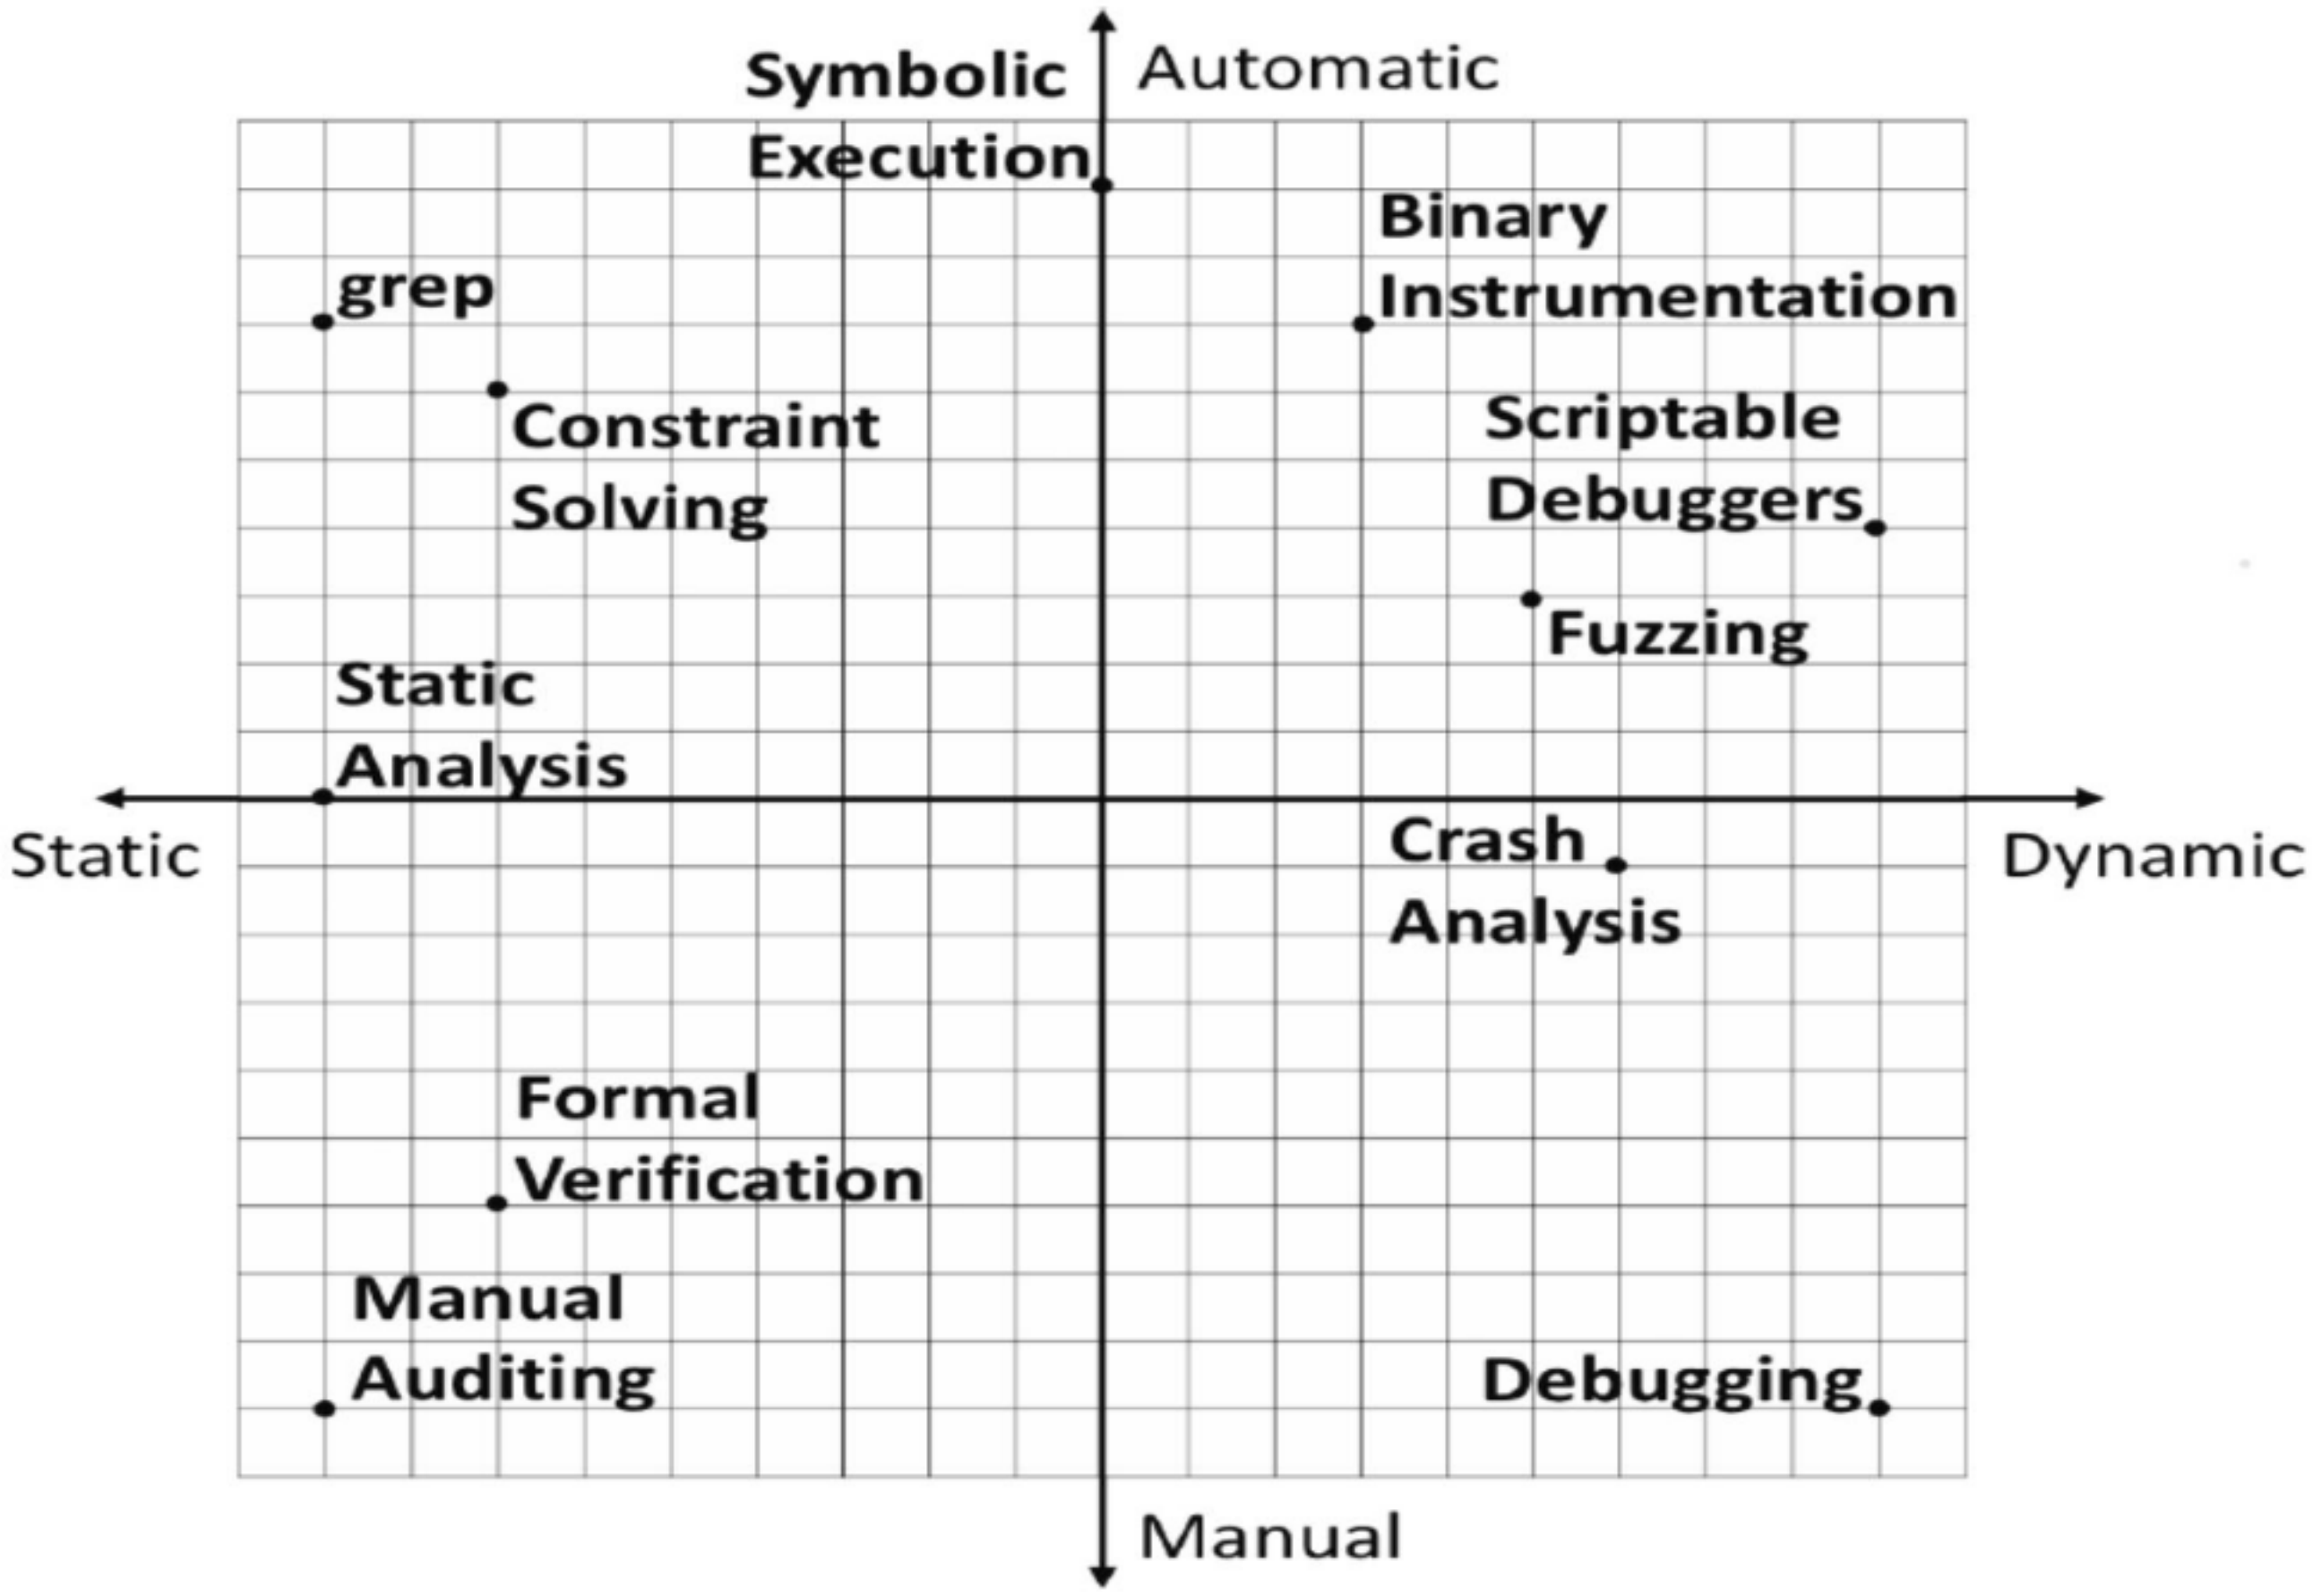 Automatic
Symbolic
Execution
Binary
Instrumentation
grep
Constraint
Solving
Scriptable
Debuggers
Fuzzing
Static
Analysis
Static
Dynamic
Crash
Analysis
Formal
Verification
Manual
Auditing
Debugging
Manual